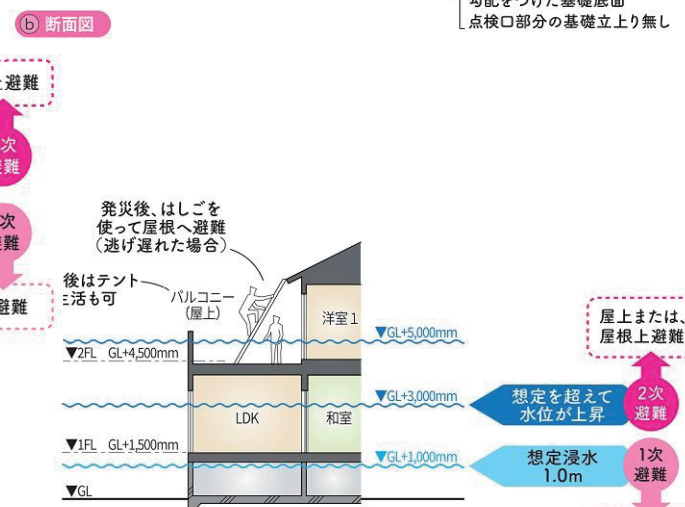 勾配をつけた基礎底面
点検口部分の基礎立上り無し
ⓑ 断面図
上避難
次
避難
次
避難
避難
発災後、はしごを
使って屋根へ避難
(逃げ遅れた場合)
後はテント
生活も可
バルコニー
(屋上)
洋室1
▼GL+5,000mm
▼2FL GL+4,500mm
屋上または、
屋根上避難
▼GL+3,000mm
想定を超えて
水位が上昇
2次
避難
LDK
和室
▼1FL GL+1,500mm
▼GL+1,000mm
想定浸水
1.0m
1次
避難
▼GL